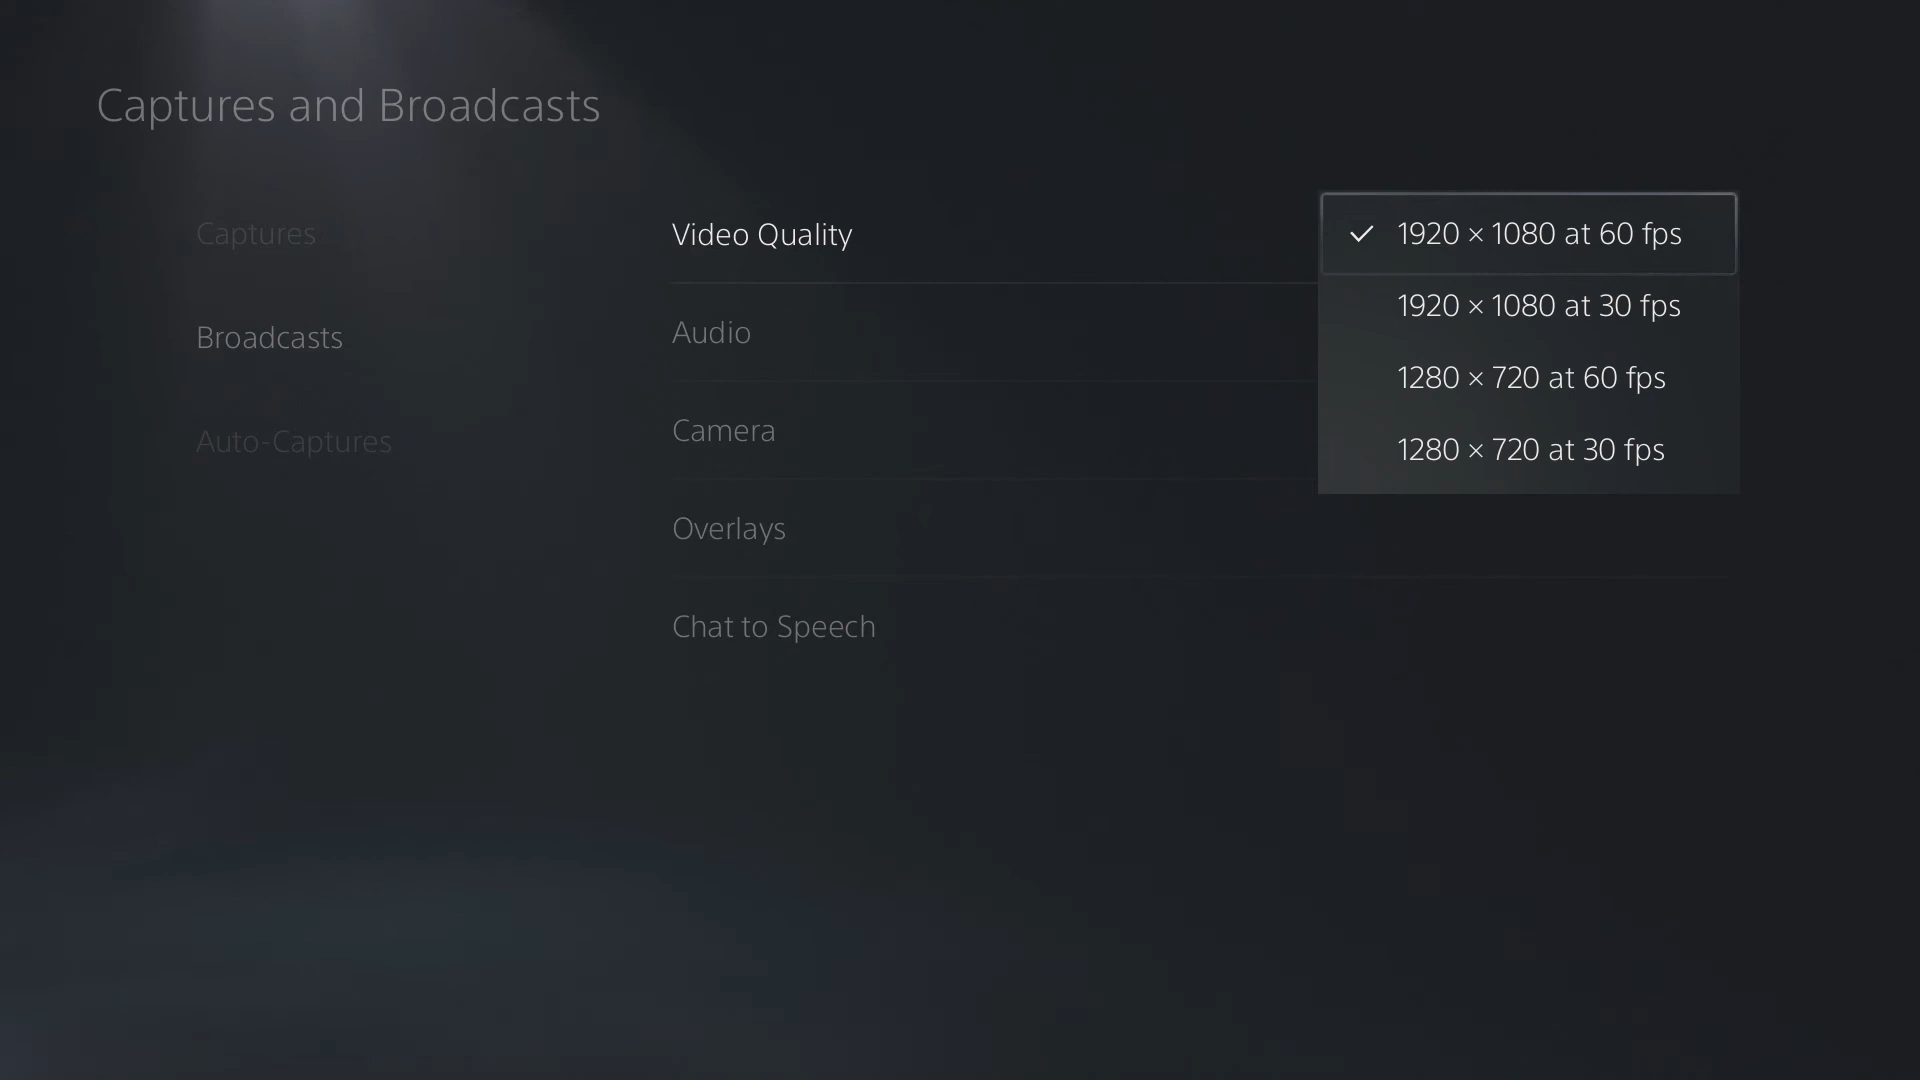 Captures and Broadcasts
Captures
Broadcasts
Auto-Captures
Video Quality
Audio
Camera
Overlays
Chat to Speech
1920 × 1080 at 60 fps
1920 × 1080 at 30 fps
1280 × 720 at 60 fps
1280 × 720 at 30 fps